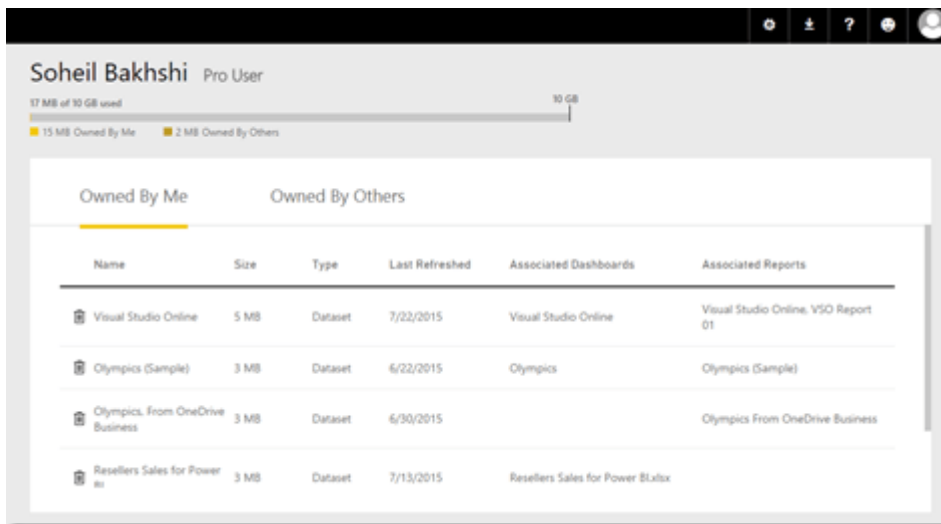 ?
Soheil Bakhshi Pro User
17 MB of 10 GB used 10 GB
15 MB Owned By Me 2 MB Owned By Others
Owned By Me Owned By Others
Name Size Type Last Refreshed Associated Dashboards Associated Reports
Visual Studio Online 5 MB Dataset 7/22/2015 Visual Studio Online Visual Studio Online, VSO Report
01
Olympics (Sample) 3 MB Dataset 6/22/2015 Olympics Olympics (Sample)
Olympics, From OneDrive
Business 3 MB Dataset 6/30/2015 Olympics From OneDrive Business
Resellers Sales for Power
BI 3 MB Dataset 7/13/2015 Resellers Sales for Power BI.xlsx